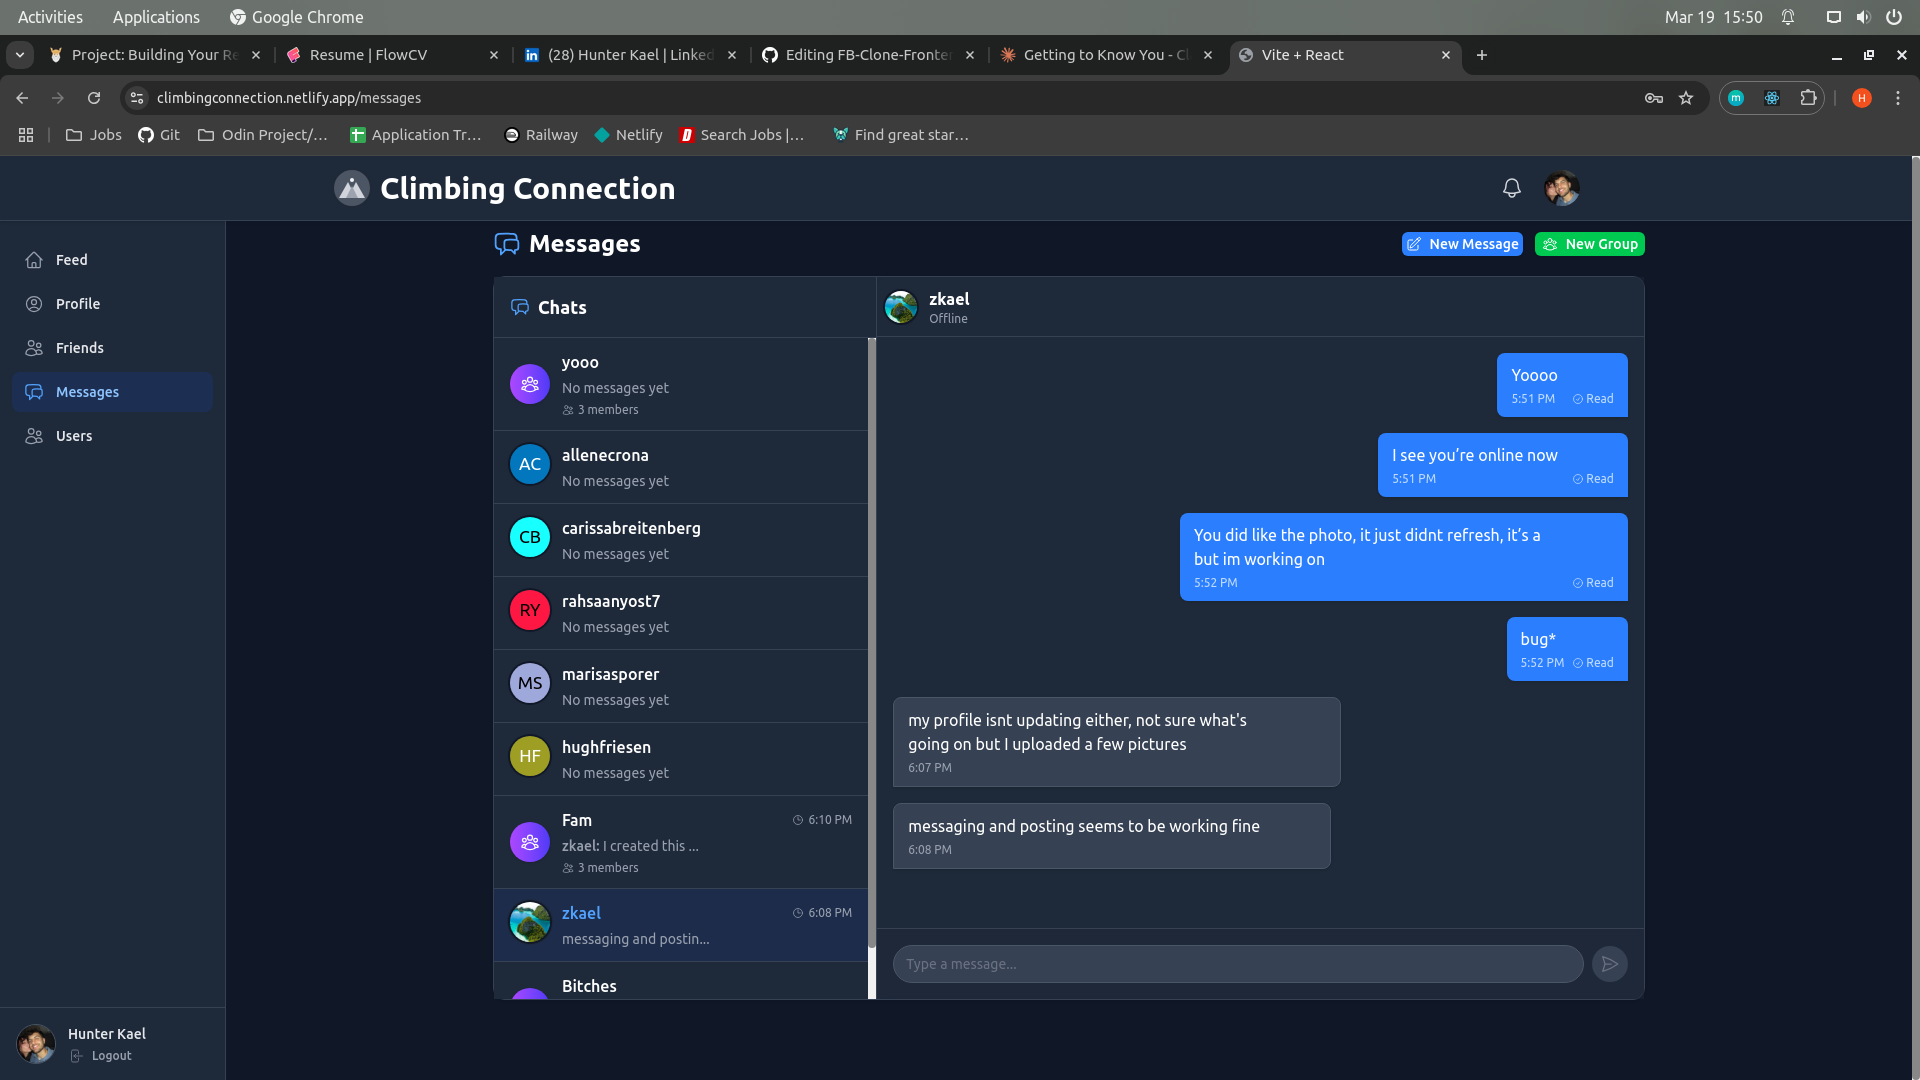 Activities
Applications
Google Chrome
Mar 19 15:50
Project: Building Your Re
Resume | FlowCV
(28) Hunter Kael | Linked
Editing FB-Clone-Fronte
Getting to Know You - Cl
Vite + React
climbingconnection.netlify.app/messages
m
H
Jobs
Git
Odin Project/...
Application Tr...
Railway
Netlify
Search Jobs |...
Find great star...
Climbing Connection
Feed
Profile
Friends
Messages
Users
Messages
New Message
New Group
Chats
yooo
No messages yet
3 members
AC
allenecrona
No messages yet
CB
carissabreitenberg
No messages yet
RY
rahsaanyost7
No messages yet
MS
marisasporer
No messages yet
HF
hughfriesen
No messages yet
Fam
6:10 PM
zkael: I created this ...
3 members
zkael
6:08 PM
messaging and postin...
Bitches
zkael
Offline
Yoooo
5:51 PM Read
I see you’re online now
5:51 PM Read
You did like the photo, it just didnt refresh, it’s a
but im working on
5:52 PM Read
bug*
5:52 PM Read
my profile isnt updating either, not sure what's
going on but I uploaded a few pictures
6:07 PM
messaging and posting seems to be working fine
6:08 PM
Type a message...
Hunter Kael
Logout